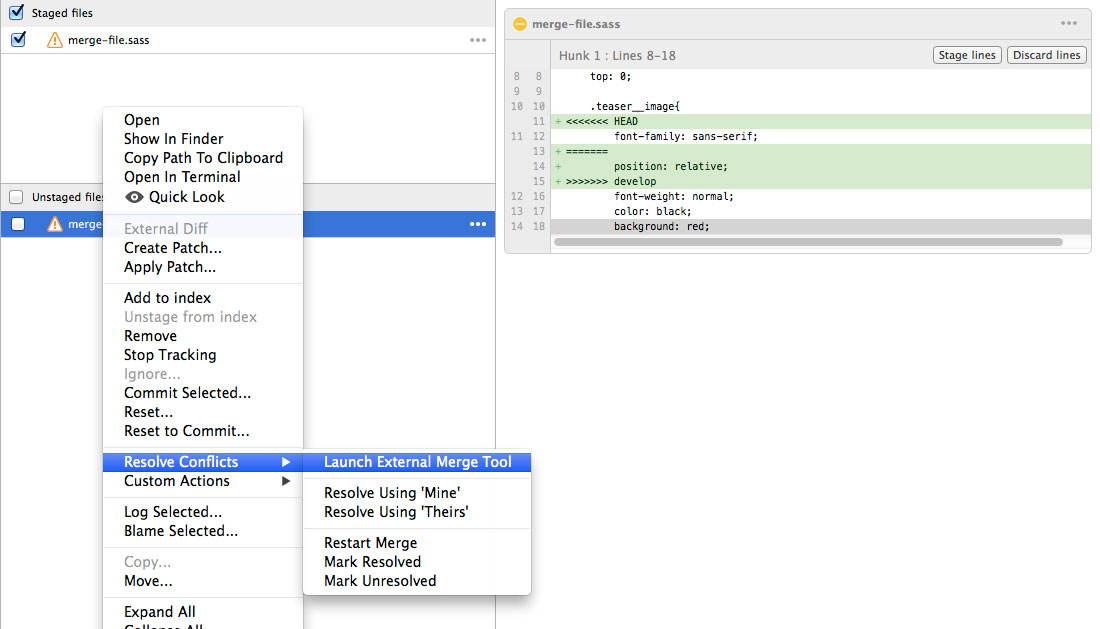 Staged files
merge-file.sass
Open
Show In Finder
Copy Path To Clipboard
Open In Terminal
Quick Look
Unstaged files
merge
External Diff
Create Patch...
Apply Patch...
Add to index
Unstage from index
Remove
Stop Tracking
Ignore...
Commit Selected...
Reset...
Reset to Commit...
Resolve Conflicts
Custom Actions
Log Selected...
Blame Selected...
Copy...
Move...
Expand All
Collapse All
Launch External Merge Tool
Resolve Using 'Mine'
Resolve Using 'Theirs'
Restart Merge
Mark Resolved
Mark Unresolved
merge-file.sass
Hunk 1 : Lines 8-18 Stage lines Discard lines
8 8 top: 0;
9 9
10 10 .teaser__image{
11 + <<<<<<< HEAD
11 12 font-family: sans-serif;
13 + =======
14 + position: relative;
15 + >>>>>>> develop
12 16 font-weight: normal;
13 17 color: black;
14 18 background: red;